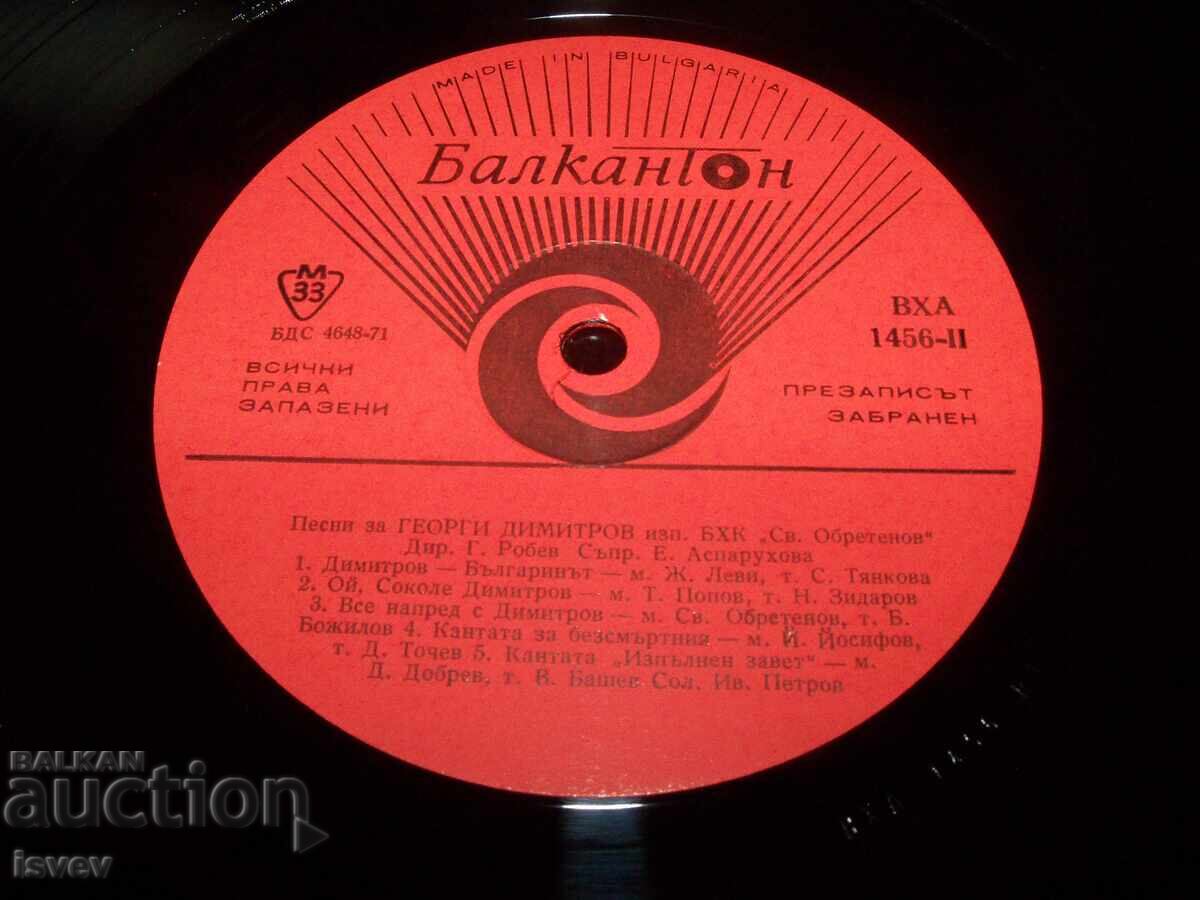 MADE IN BULGARIA
Балкантон
М
33
БДС 4648-71
ВСИЧКИ
ПРАВА
ЗАПАЗЕНИ
ВХА
1456-II
ПРЕЗАПИСЪТ
ЗАБРАНЕН
Песни за ГЕОРГИ ДИМИТРОВ изп. БХК „Св. Обретенов"
Дир. Г. Робев Съпр. Е. Аспарухова
1. Димитров — Българинът — м. Ж. Леви, т. С. Тянкова
2. Ой, Соколе Димитров — м. Т. Попов, т. Н. Зидаров
3. Все напред с Димитров — м. Св. Обретенов, т. Б.
Божилов 4. Кантата за безсмъртния — м. Й. Йосифов,
т. Д. Точев 5. Кантата „Изпълнен завет" — м.
Д. Добрев, т. В. Башев Сол. Ив. Петров
ВХА 1456
BALKAN
auction
isvev